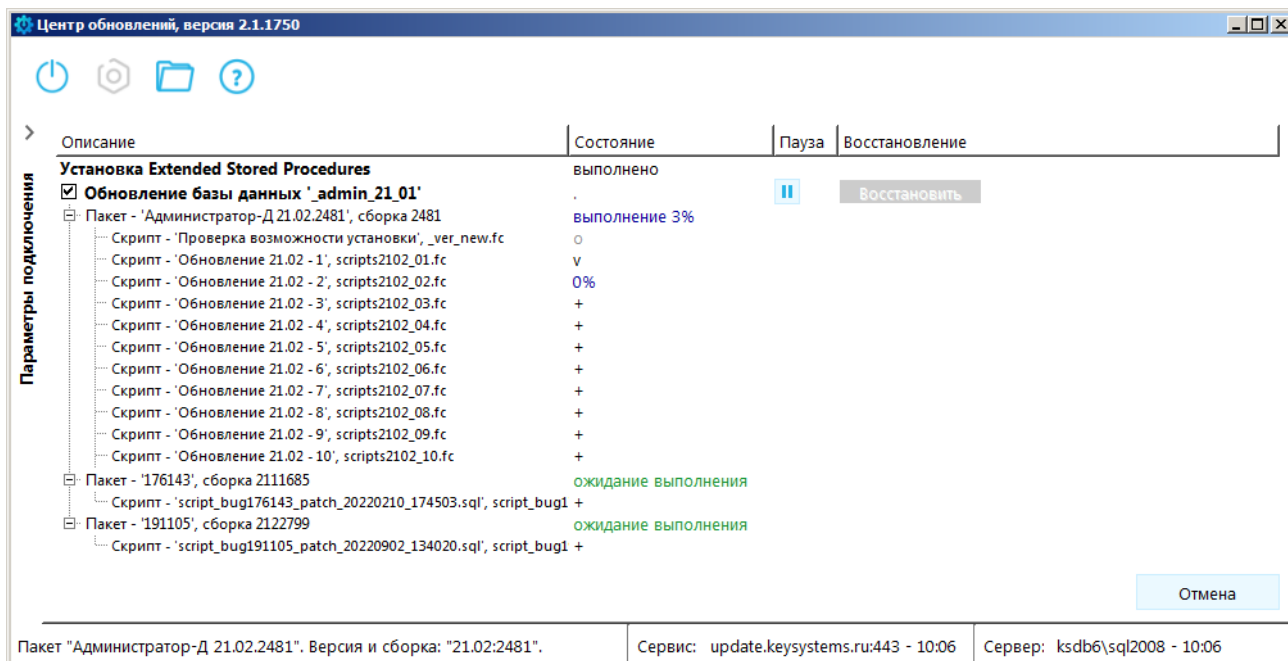 Центр обновлений, версия 2.1.1750
Описание Состояние Пауза Восстановление
Параметры подключения
Установка Extended Stored Procedures выполнено
Обновление базы данных '_admin_21_01' . Восстановить
Пакет - 'Администратор-Д 21.02.2481', сборка 2481 выполнение 3%
Скрипт - 'Проверка возможности установки', _ver_new.fc o
Скрипт - 'Обновление 21.02 - 1', scripts2102_01.fc v
Скрипт - 'Обновление 21.02 - 2', scripts2102_02.fc 0%
Скрипт - 'Обновление 21.02 - 3', scripts2102_03.fc +
Скрипт - 'Обновление 21.02 - 4', scripts2102_04.fc +
Скрипт - 'Обновление 21.02 - 5', scripts2102_05.fc +
Скрипт - 'Обновление 21.02 - 6', scripts2102_06.fc +
Скрипт - 'Обновление 21.02 - 7', scripts2102_07.fc +
Скрипт - 'Обновление 21.02 - 8', scripts2102_08.fc +
Скрипт - 'Обновление 21.02 - 9', scripts2102_09.fc +
Скрипт - 'Обновление 21.02 - 10', scripts2102_10.fc +
Пакет - '176143', сборка 2111685 ожидание выполнения
Скрипт - 'script_bug176143_patch_20220210_174503.sql', script_bug1 +
Пакет - '191105', сборка 2122799 ожидание выполнения
Скрипт - 'script_bug191105_patch_20220902_134020.sql', script_bug1 +
Отмена
Пакет "Администратор-Д 21.02.2481". Версия и сборка: "21.02:2481". Сервис: update.keysystems.ru:443 - 10:06 Сервер: ksdb6\sql2008 - 10:06